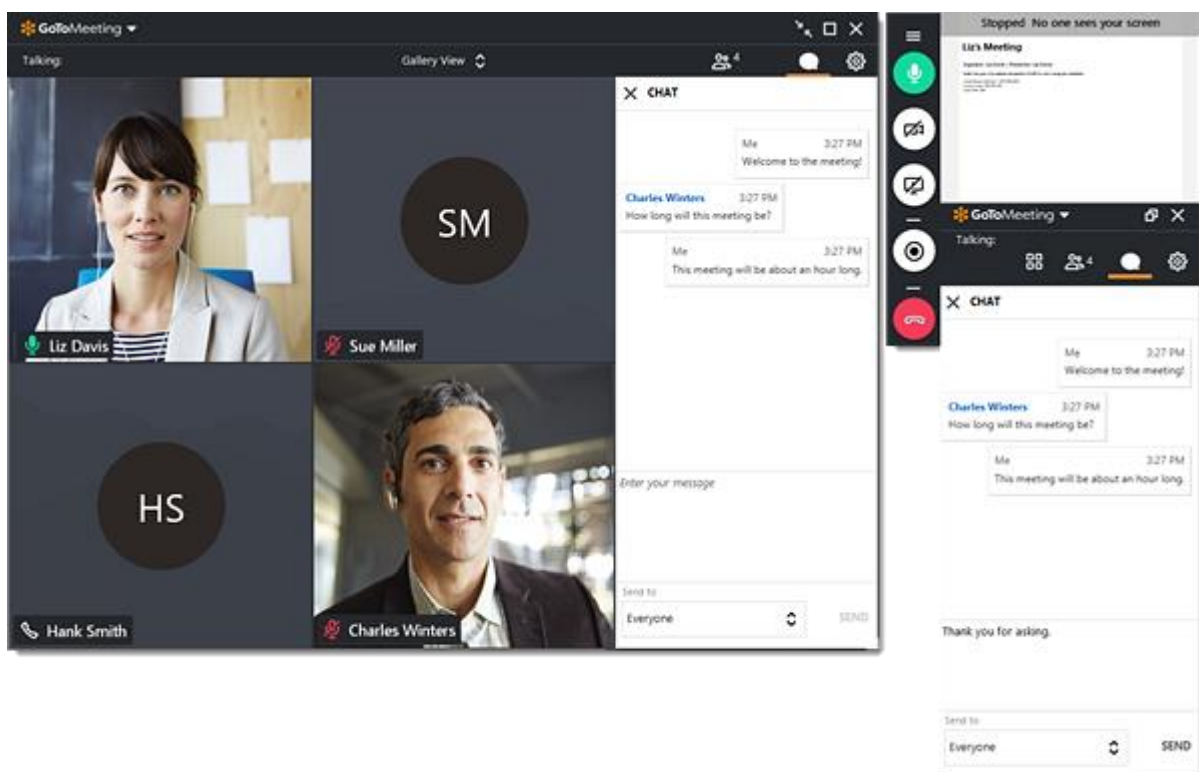 GoToMeeting
Talking:
Gallery View
4
CHAT
Me 3:27 PM
Welcome to the meeting!
Charles Winters 3:27 PM
How long will this meeting be?
Me 3:27 PM
This meeting will be about an hour long.
SM
Liz Davis
Sue Miller
HS
Hank Smith
Charles Winters
Enter your message
Send to
Everyone
SEND
Stopped No one sees your screen
Liz's Meeting
GoToMeeting
Talking:
4
CHAT
Me 3:27 PM
Welcome to the meeting!
Charles Winters 3:27 PM
How long will this meeting be?
Me 3:27 PM
This meeting will be about an hour long.
Thank you for asking.
Send to
Everyone
SEND